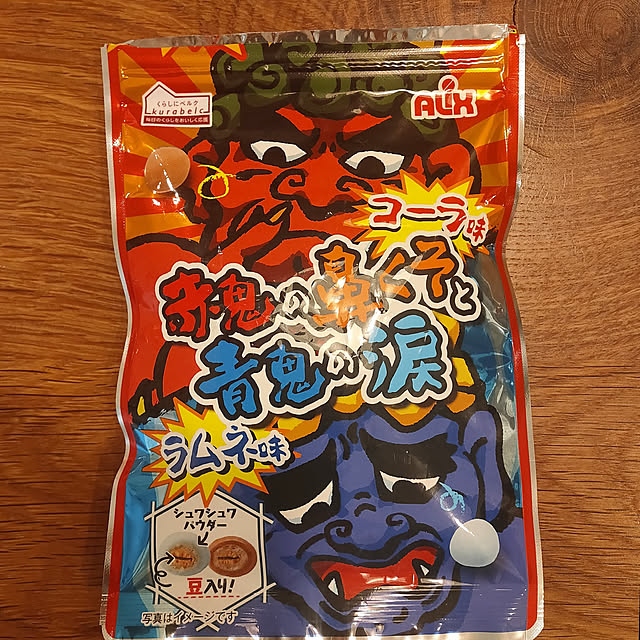 くらしにベルク
kurabelc
毎日のくらしをおいしく応援
ALiX
コーラ味
赤鬼の鼻くそと
青鬼の涙
ラムネ味
シュワシュワ
パウダー
豆入り!
写真はイメージです